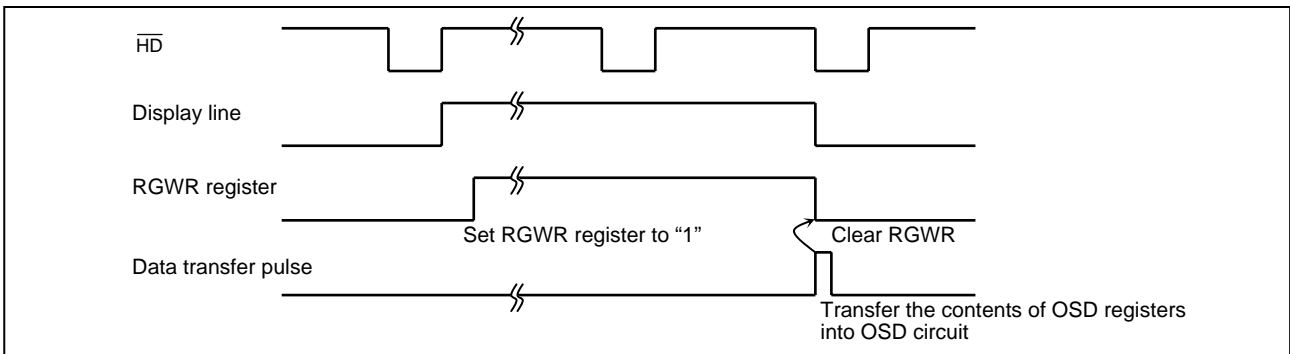 HD
Display line
RGWR register
Set RGWR register to “1”
Clear RGWR
Data transfer pulse
Transfer the contents of OSD registers
into OSD circuit